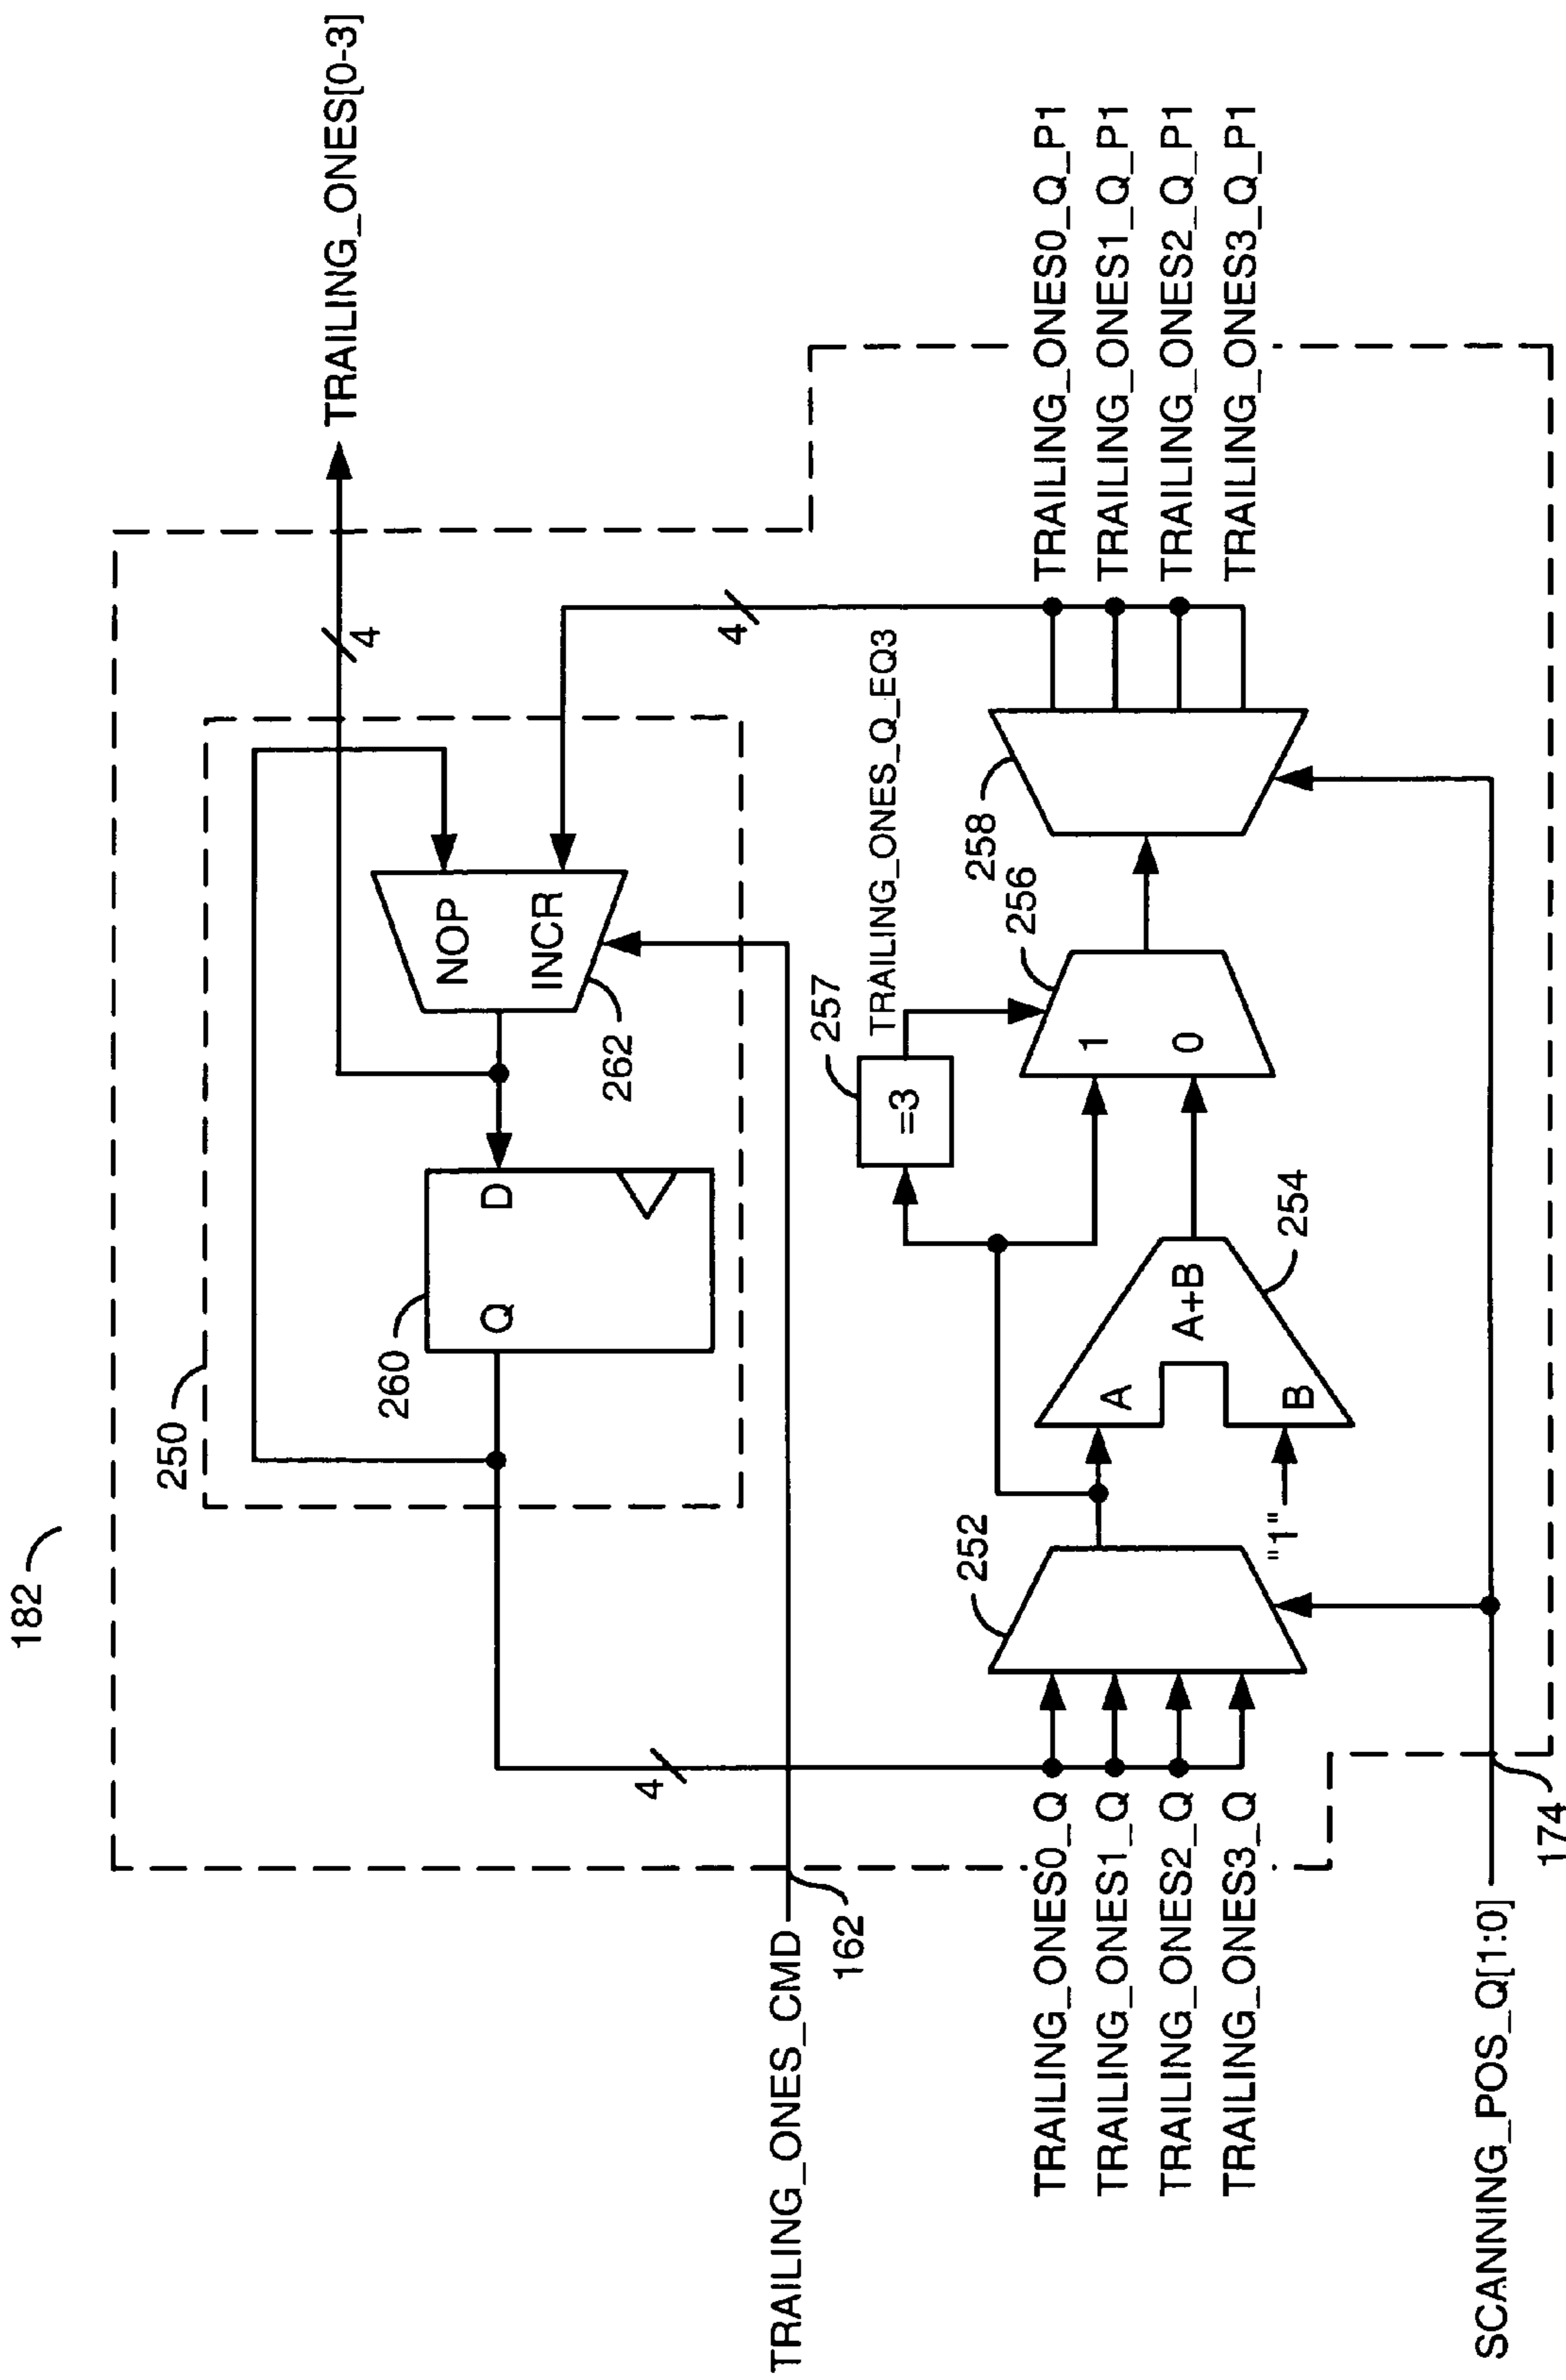 182
250
TRAILING_ONES[0-3]
4
260
Q
D
NOP
INCR
262
4
4
TRAILING_ONES_CMD
162
257
=3
TRAILING_ONES_Q_EQ3
TRAILING_ONES0_Q
TRAILING_ONES1_Q
TRAILING_ONES2_Q
TRAILING_ONES3_Q
252
"1"
A
B
A+B
254
1
0
256
258
TRAILING_ONES0_Q_P1
TRAILING_ONES1_Q_P1
TRAILING_ONES2_Q_P1
TRAILING_ONES3_Q_P1
SCANNING_POS_Q[1:0]
174